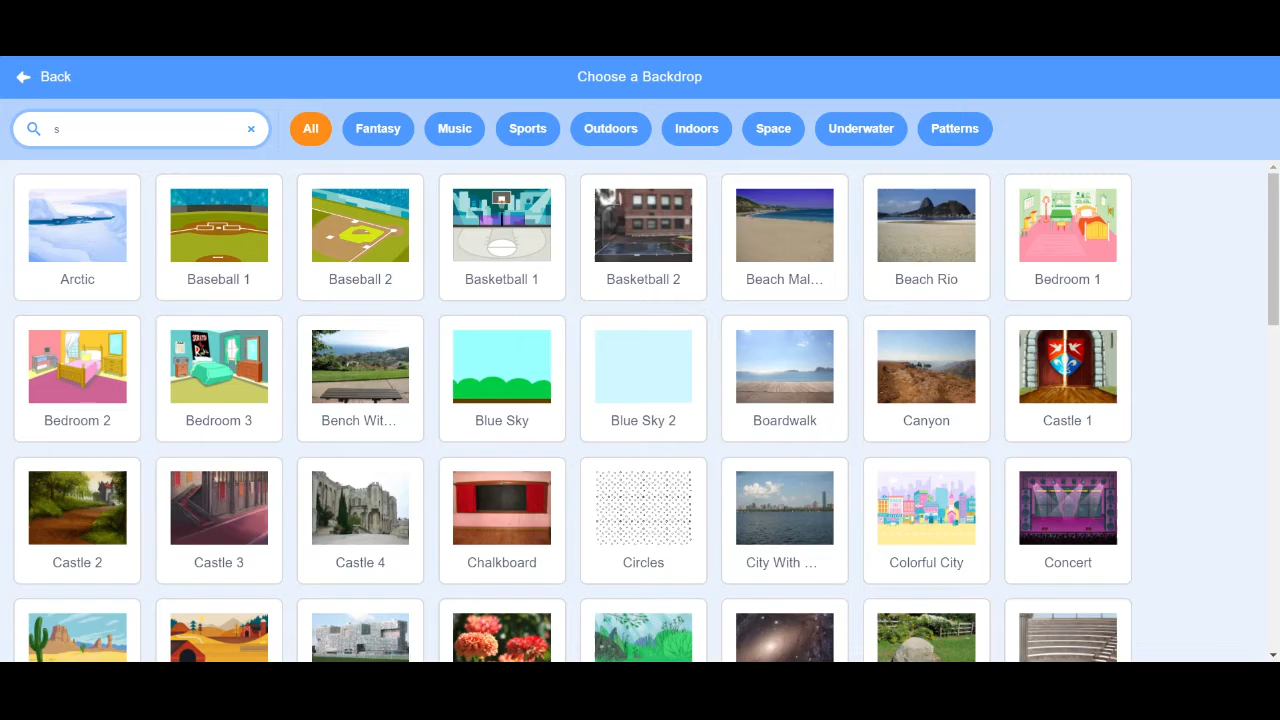 Back
Choose a Backdrop
s
All
Fantasy
Music
Sports
Outdoors
Indoors
Space
Underwater
Patterns
Arctic
Baseball 1
Baseball 2
Basketball 1
Basketball 2
Beach Mal...
Beach Rio
Bedroom 1
Bedroom 2
Bedroom 3
Bench Wit...
Blue Sky
Blue Sky 2
Boardwalk
Canyon
Castle 1
Castle 2
Castle 3
Castle 4
Chalkboard
Circles
City With ...
Colorful City
Concert